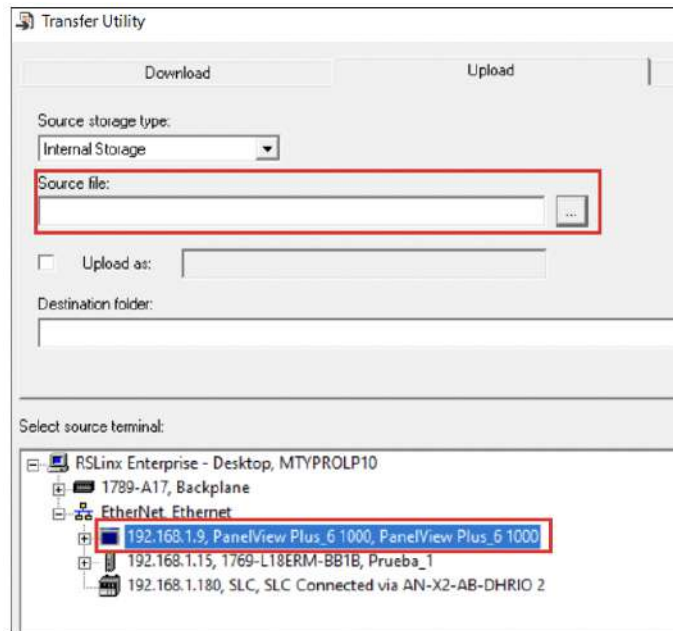 Transfer Utility
Download Upload
Source storage type:
Internal Storage
Source file:
...
Upload as:
Destination folder:
Select source terminal:
RSLinx Enterprise - Desktop, MTYPROLP10
1789-A17, Backplane
EtherNet, Ethernet
192.168.1.9, PanelView Plus_6 1000, PanelView Plus_6 1000
192.168.1.15, 1769-L18ERM-BB1B, Prueba_1
192.168.1.180, SLC, SLC Connected via AN-X2-AB-DHRIO 2